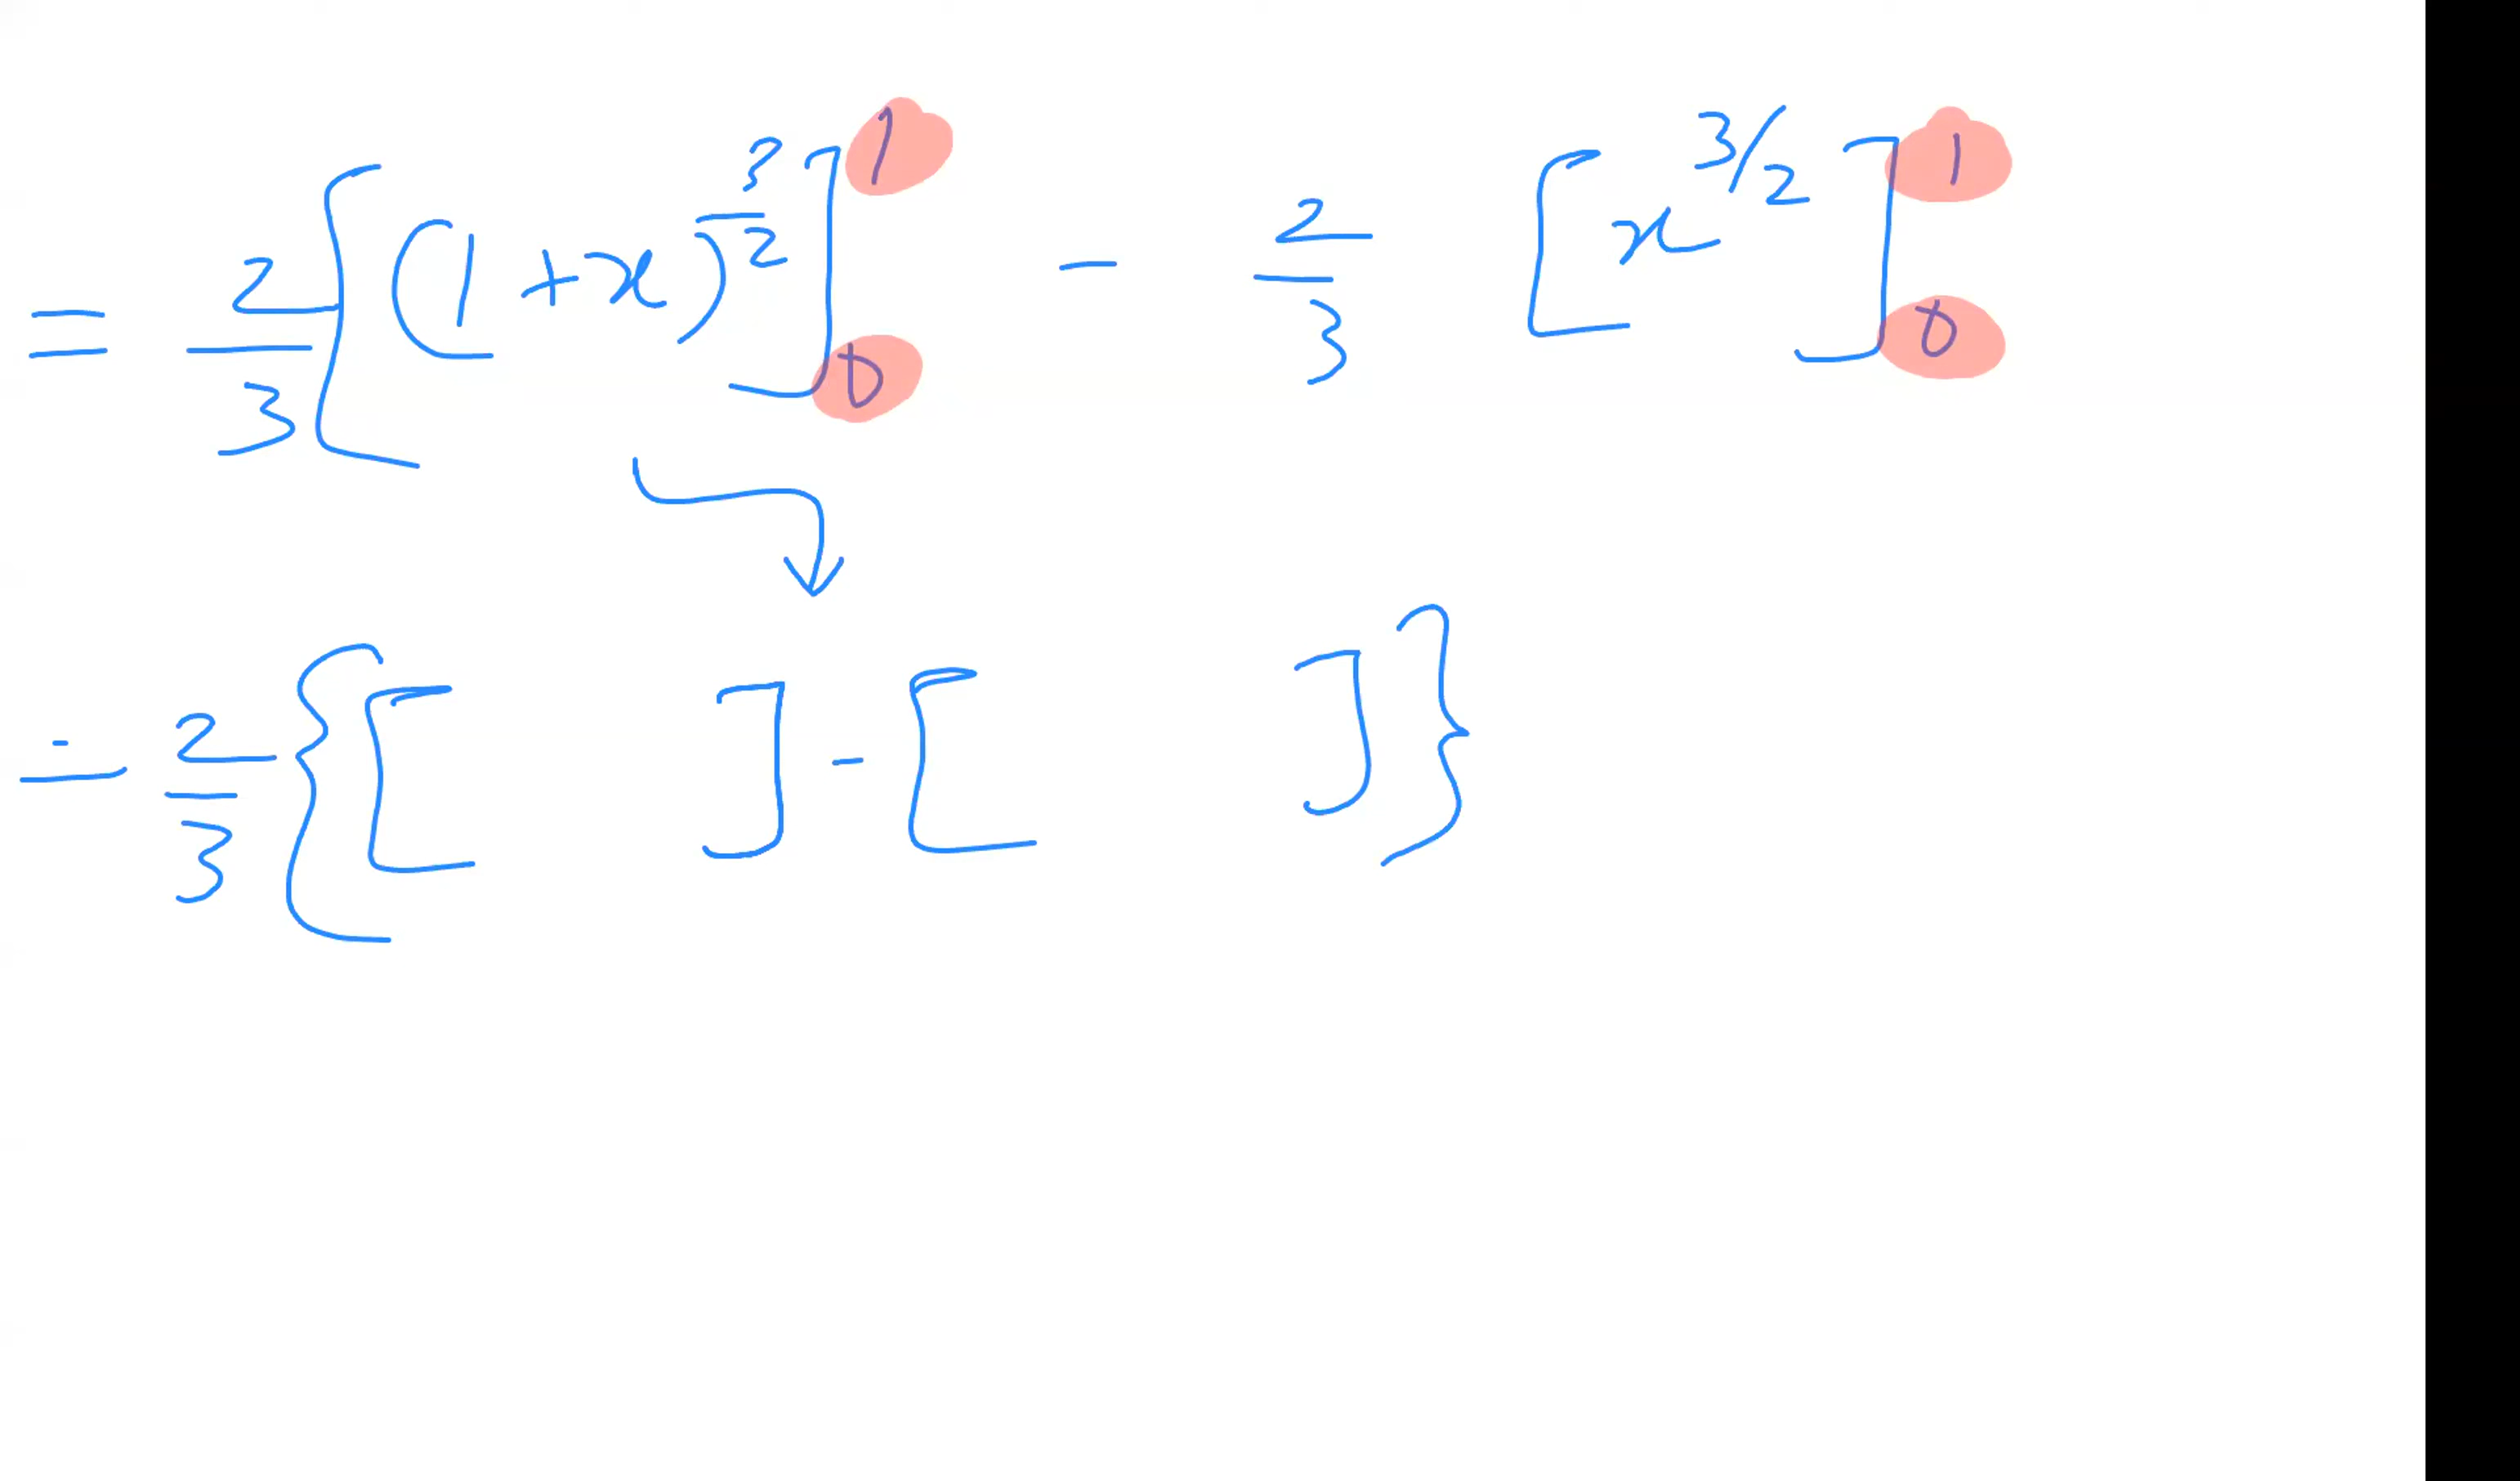 = 2/3 [(1+x)^{3/2}]_0^1 - 2/3 [x^{3/2}]_0^1
= 2/3 {[ ] - [ ]}